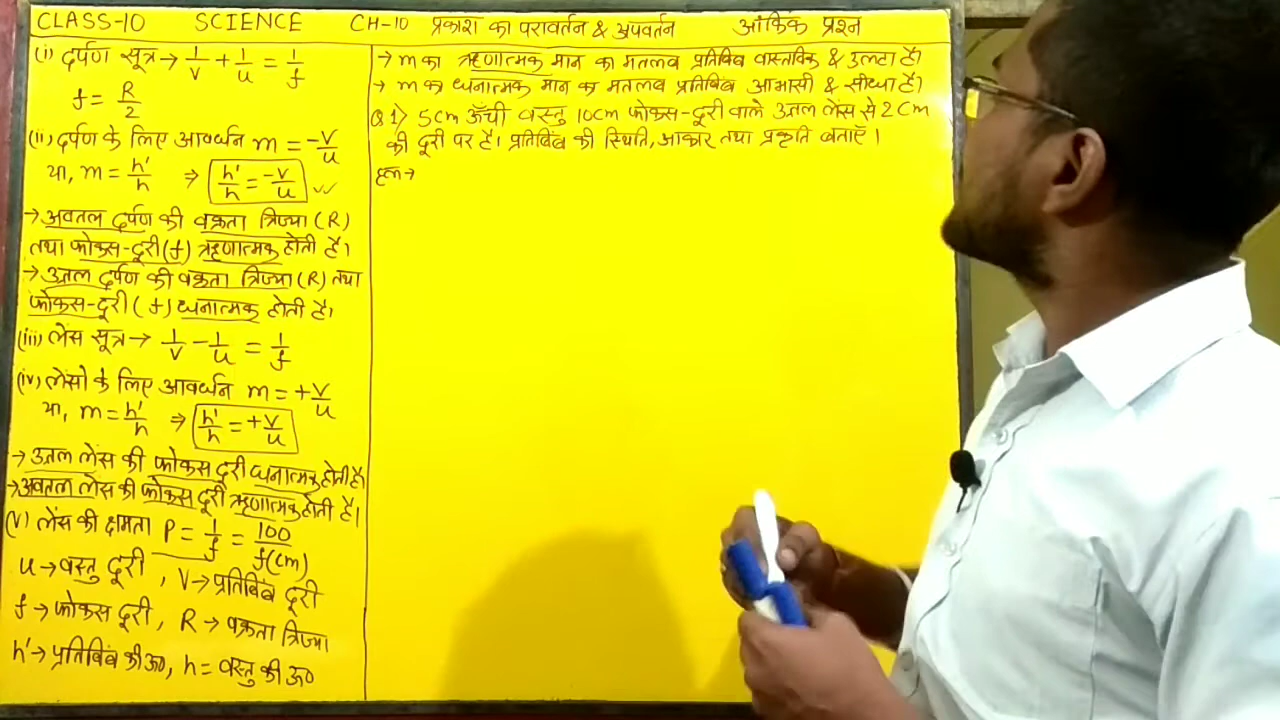 CLASS-10 SCIENCE CH-10 प्रकाश का परावर्तन & अपवर्तन आंकिक प्रश्न
(i) दर्पण सूत्र → 1/v + 1/u = 1/f
f = R/2
(ii) दर्पण के लिए आवर्धन m = -v/u
या, m = h'/h ⇒ h'/h = -v/u
→ अवतल दर्पण की वक्रता त्रिज्या (R)
तथा फोकस-दूरी (f) ऋणात्मक होती है।
→ उत्तल दर्पण की वक्रता त्रिज्या (R) तथा
फोकस-दूरी (f) धनात्मक होती है।
(iii) लेंस सूत्र → 1/v - 1/u = 1/f
(iv) लेंसो के लिए आवर्धन m = +v/u
या, m = h'/h ⇒ h'/h = +v/u
→ उत्तल लेंस की फोकस दूरी धनात्मक होती है
→ अवतल लेंस की फोकस दूरी ऋणात्मक होती है।
(v) लेंस की क्षमता P = 1/f = 100/f(cm)
u → वस्तु दूरी, v → प्रतिबिंब दूरी
f → फोकस दूरी, R → वक्रता त्रिज्या
h' → प्रतिबिंब की ऊ०, h = वस्तु की ऊ०
→ m का ऋणात्मक मान का मतलब प्रतिबिंब वास्तविक & उल्टा है।
→ m का धनात्मक मान का मतलब प्रतिबिंब आभासी & सीधा है।
Q.1> 5cm ऊँची वस्तु 10cm फोकस-दूरी वाले उत्तल लेंस से 2cm
की दूरी पर है। प्रतिबिंब की स्थिति, आकार तथा प्रकृति बताएँ।
हल→